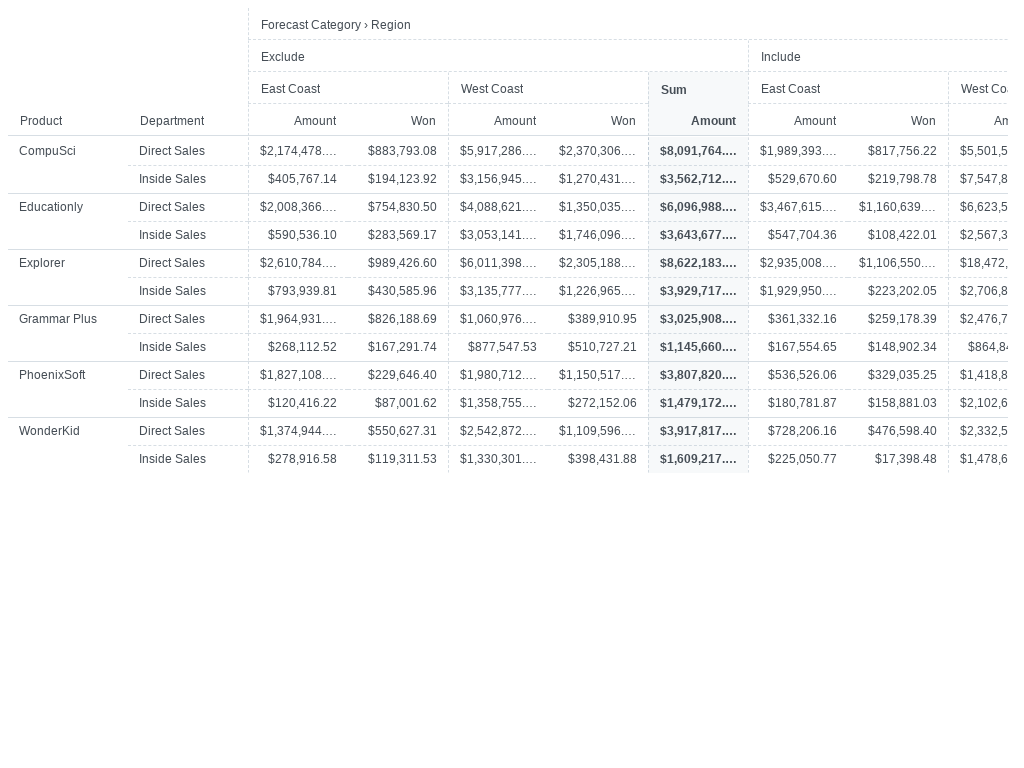 Forecast Category › Region
Exclude Include
East Coast West Coast Sum East Coast West Co
Product Department Amount Won Amount Won Amount Amount Won Am
CompuSci Direct Sales $2,174,478.… $883,793.08 $5,917,286.… $2,370,306.… $8,091,764.… $1,989,393.… $817,756.22 $5,501,5
Inside Sales $405,767.14 $194,123.92 $3,156,945.… $1,270,431.… $3,562,712.… $529,670.60 $219,798.78 $7,547,8
Educationly Direct Sales $2,008,366.… $754,830.50 $4,088,621.… $1,350,035.… $6,096,988.… $3,467,615.… $1,160,639.… $6,623,5
Inside Sales $590,536.10 $283,569.17 $3,053,141.… $1,746,096.… $3,643,677.… $547,704.36 $108,422.01 $2,567,3
Explorer Direct Sales $2,610,784.… $989,426.60 $6,011,398.… $2,305,188.… $8,622,183.… $2,935,008.… $1,106,550.… $18,472,
Inside Sales $793,939.81 $430,585.96 $3,135,777.… $1,226,965.… $3,929,717.… $1,929,950.… $223,202.05 $2,706,8
Grammar Plus Direct Sales $1,964,931.… $826,188.69 $1,060,976.… $389,910.95 $3,025,908.… $361,332.16 $259,178.39 $2,476,7
Inside Sales $268,112.52 $167,291.74 $877,547.53 $510,727.21 $1,145,660.… $167,554.65 $148,902.34 $864,84
PhoenixSoft Direct Sales $1,827,108.… $229,646.40 $1,980,712.… $1,150,517.… $3,807,820.… $536,526.06 $329,035.25 $1,418,8
Inside Sales $120,416.22 $87,001.62 $1,358,755.… $272,152.06 $1,479,172.… $180,781.87 $158,881.03 $2,102,6
WonderKid Direct Sales $1,374,944.… $550,627.31 $2,542,872.… $1,109,596.… $3,917,817.… $728,206.16 $476,598.40 $2,332,5
Inside Sales $278,916.58 $119,311.53 $1,330,301.… $398,431.88 $1,609,217.… $225,050.77 $17,398.48 $1,478,6